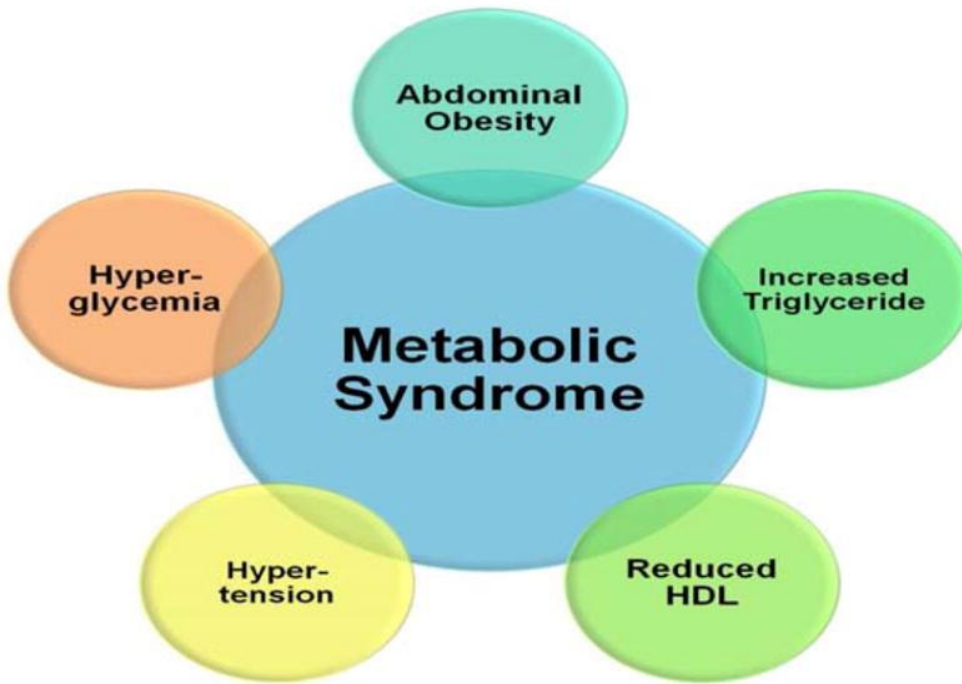 Abdominal
Obesity
Hyper-
glycemia
Increased
Triglyceride
Metabolic
Syndrome
Hyper-
tension
Reduced
HDL